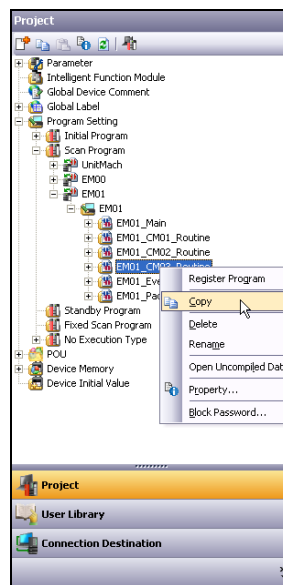 Project
Parameter
Intelligent Function Module
Global Device Comment
Global Label
Program Setting
Initial Program
Scan Program
UnitMach
EM00
EM01
EM01
EM01_Main
EM01_CM01_Routine
EM01_CM02_Routine
EM01_CM03_Routine
EM01_Eve
EM01_Pac
Standby Program
Fixed Scan Program
No Execution Type
POU
Device Memory
Device Initial Value
Register Program
Copy
Delete
Rename
Open Uncompiled Dat
Property...
Block Password...
Project
User Library
Connection Destination